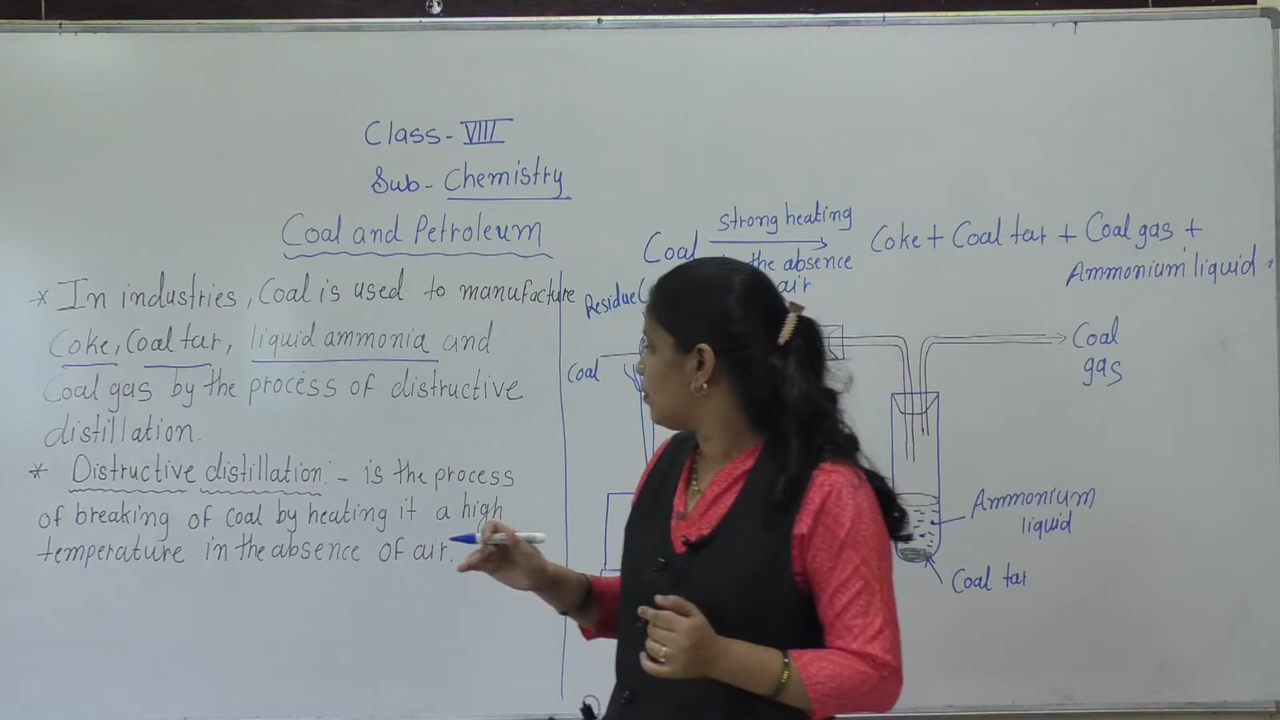 Class-VIII
Sub- Chemistry
Coal and Petroleum
* In industries, Coal is used to manufacture
Coke, Coal tar, liquid ammonia and
Coal gas by the process of distructive
distillation.
* Distructive distillation:- is the process
of breaking of coal by heating it a high
temperature in the absence of air.
strong heating
Coal
Coke + Coal tar + Coal gas +
Ammonium liquid.
the absence
air
Residue
Coal
Coal
gas
Ammonium
liquid
Coal tar